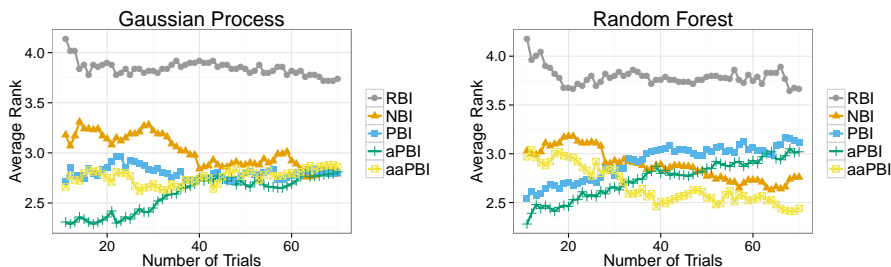 Gaussian Process
Average Rank
4.0
3.5
3.0
2.5
20
40
60
Number of Trials
RBI
NBI
PBI
aPBI
aaPBI
Random Forest
Average Rank
4.0
3.5
3.0
2.5
20
40
60
Number of Trials
RBI
NBI
PBI
aPBI
aaPBI